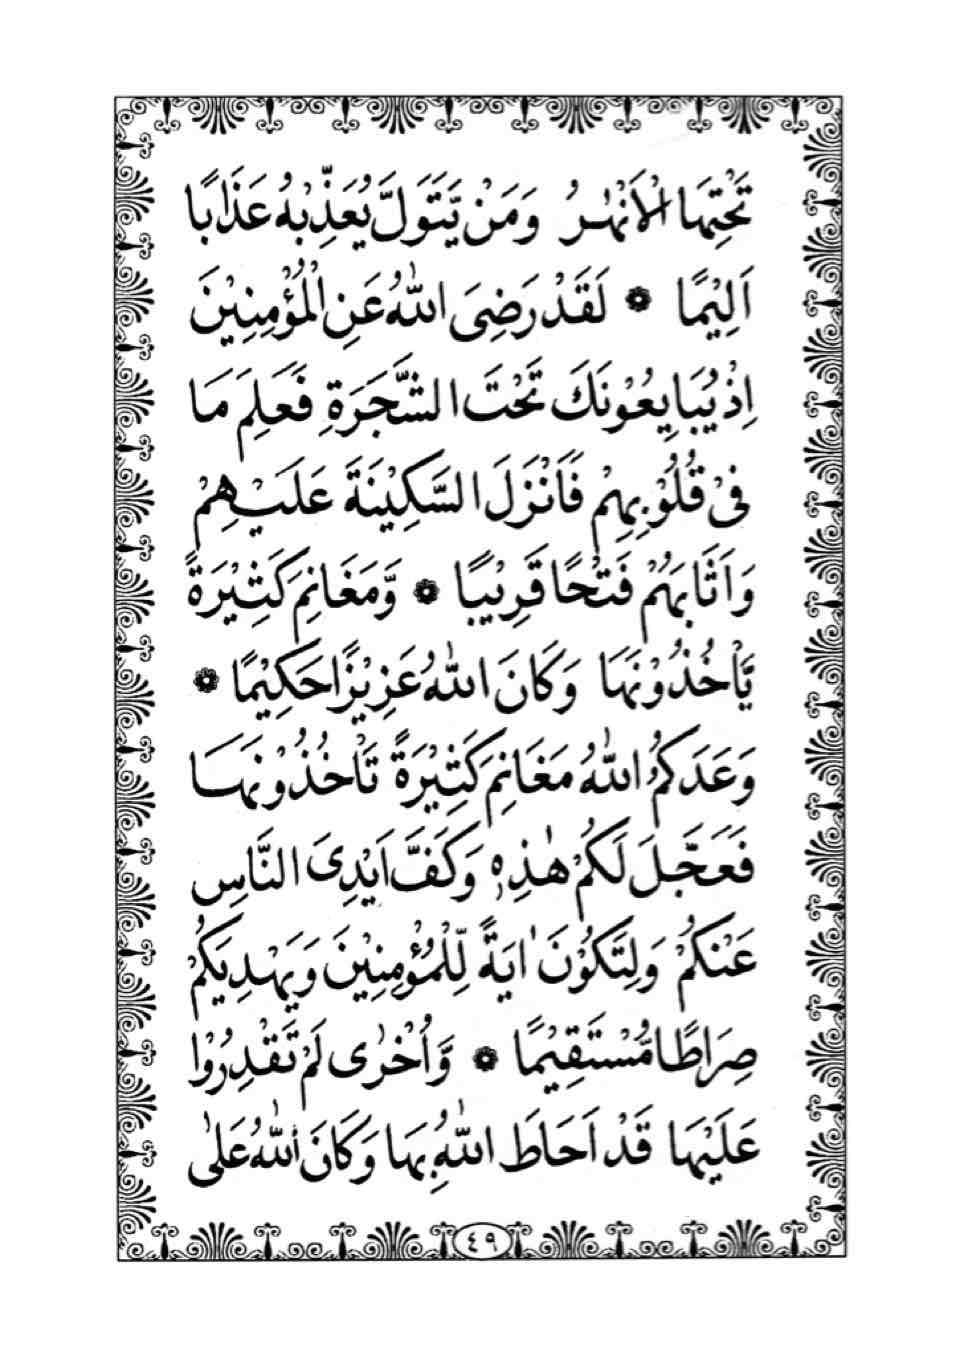 تَحْتِهَا الْاَنْهٰرُ وَمَنْ يَّتَوَلَّ يُعَذِّبْهُ عَذَابًا
اَلِيْمًا ۞ لَقَدْ رَضِىَ اللّٰهُ عَنِ الْمُؤْمِنِيْنَ
اِذْ يُبَايِعُوْنَكَ تَحْتَ الشَّجَرَةِ فَعَلِمَ مَا
فِىْ قُلُوْبِهِمْ فَاَنْزَلَ السَّكِيْنَةَ عَلَيْهِمْ
وَاَثَابَهُمْ فَتْحًا قَرِيْبًا ۞ وَّمَغَانِمَ كَثِيْرَةً
يَّاْخُذُوْنَهَا وَكَانَ اللّٰهُ عَزِيْزًا حَكِيْمًا ۞
وَعَدَكُمُ اللّٰهُ مَغَانِمَ كَثِيْرَةً تَاْخُذُوْنَهَا
فَعَجَّلَ لَكُمْ هٰذِهٖ وَكَفَّ اَيْدِىَ النَّاسِ
عَنْكُمْ وَلِتَكُوْنَ اٰيَةً لِّلْمُؤْمِنِيْنَ وَيَهْدِيَكُمْ
صِرَاطًا مُّسْتَقِيْمًا ۞ وَّاُخْرٰى لَمْ تَقْدِرُوْا
عَلَيْهَا قَدْ اَحَاطَ اللّٰهُ بِهَا وَكَانَ اللّٰهُ عَلٰى
٤٩